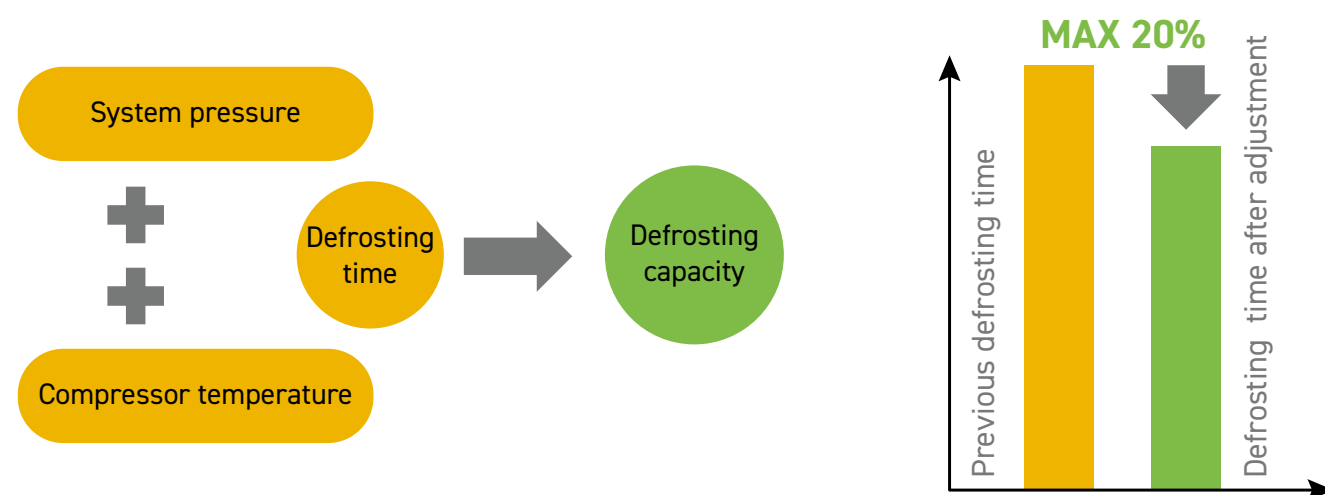 System pressure
Defrosting
time
Compressor temperature
Defrosting
capacity
MAX 20%
Previous defrosting time
Defrosting time after adjustment